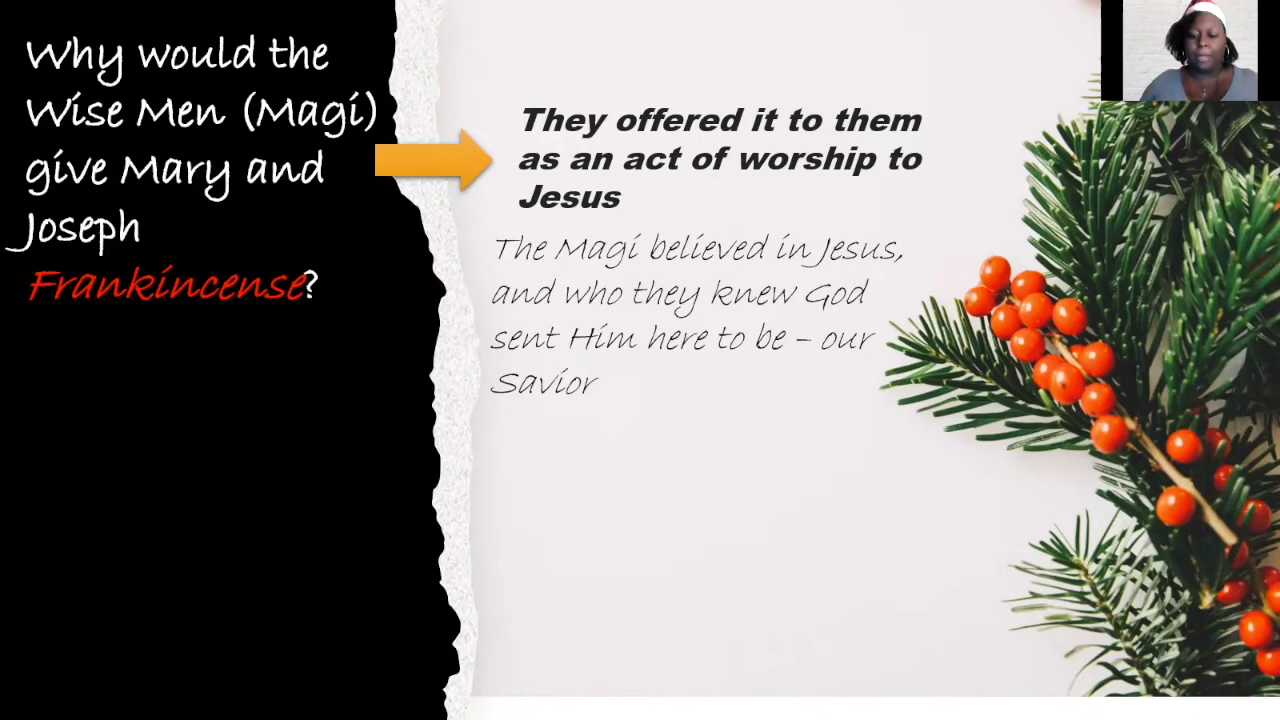 Why would the
Wise Men (Magi)
give Mary and
Joseph
Frankincense?
They offered it to them
as an act of worship to
Jesus
The Magi believed in Jesus,
and who they knew God
sent Him here to be – our
Savior